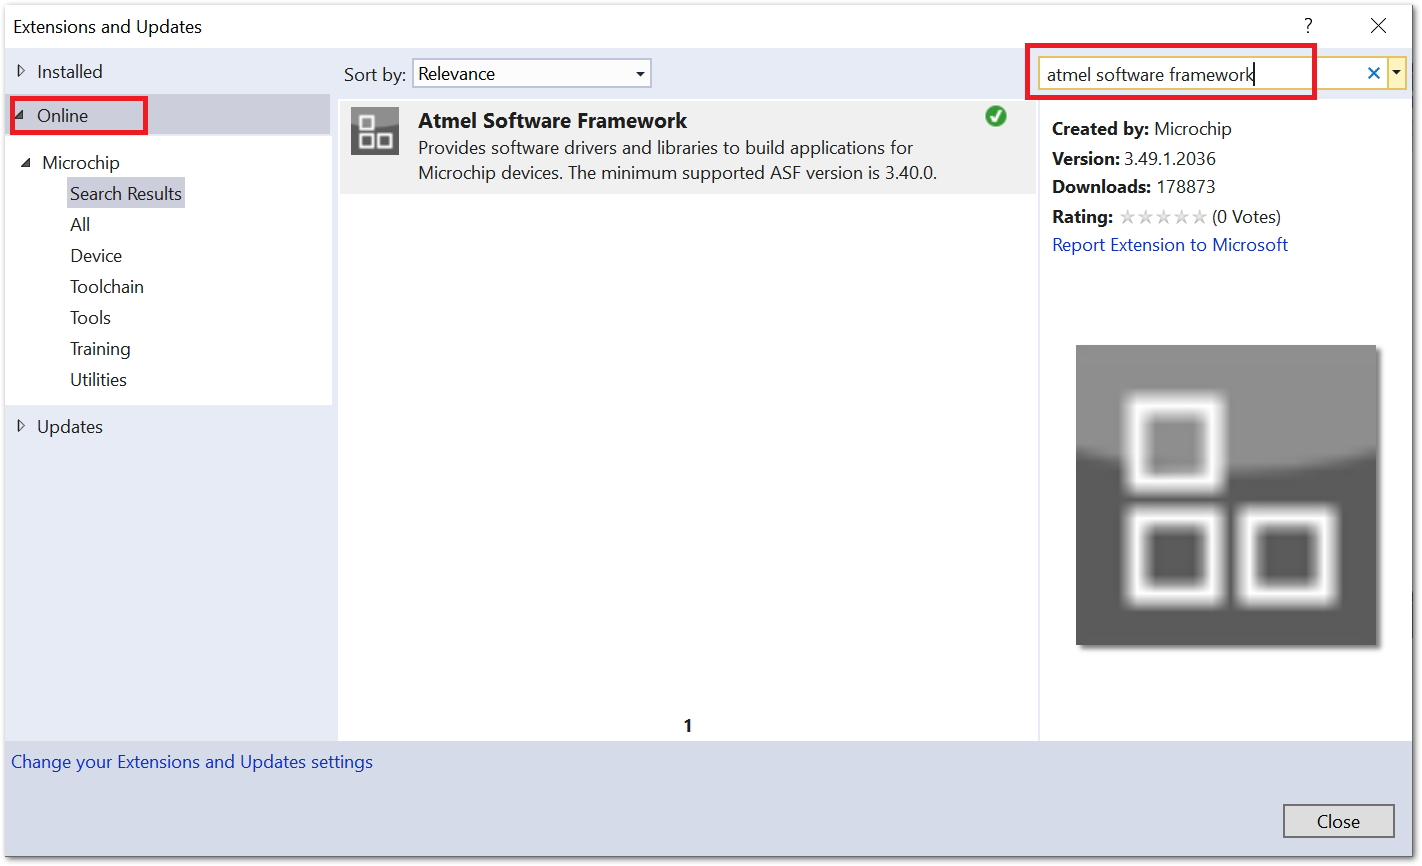 Extensions and Updates
?
Installed
Sort by: Relevance
atmel software framework
Online
Microchip
Search Results
All
Device
Toolchain
Tools
Training
Utilities
Updates
Atmel Software Framework
Provides software drivers and libraries to build applications for
Microchip devices. The minimum supported ASF version is 3.40.0.
1
Created by: Microchip
Version: 3.49.1.2036
Downloads: 178873
Rating: (0 Votes)
Report Extension to Microsoft
Change your Extensions and Updates settings
Close